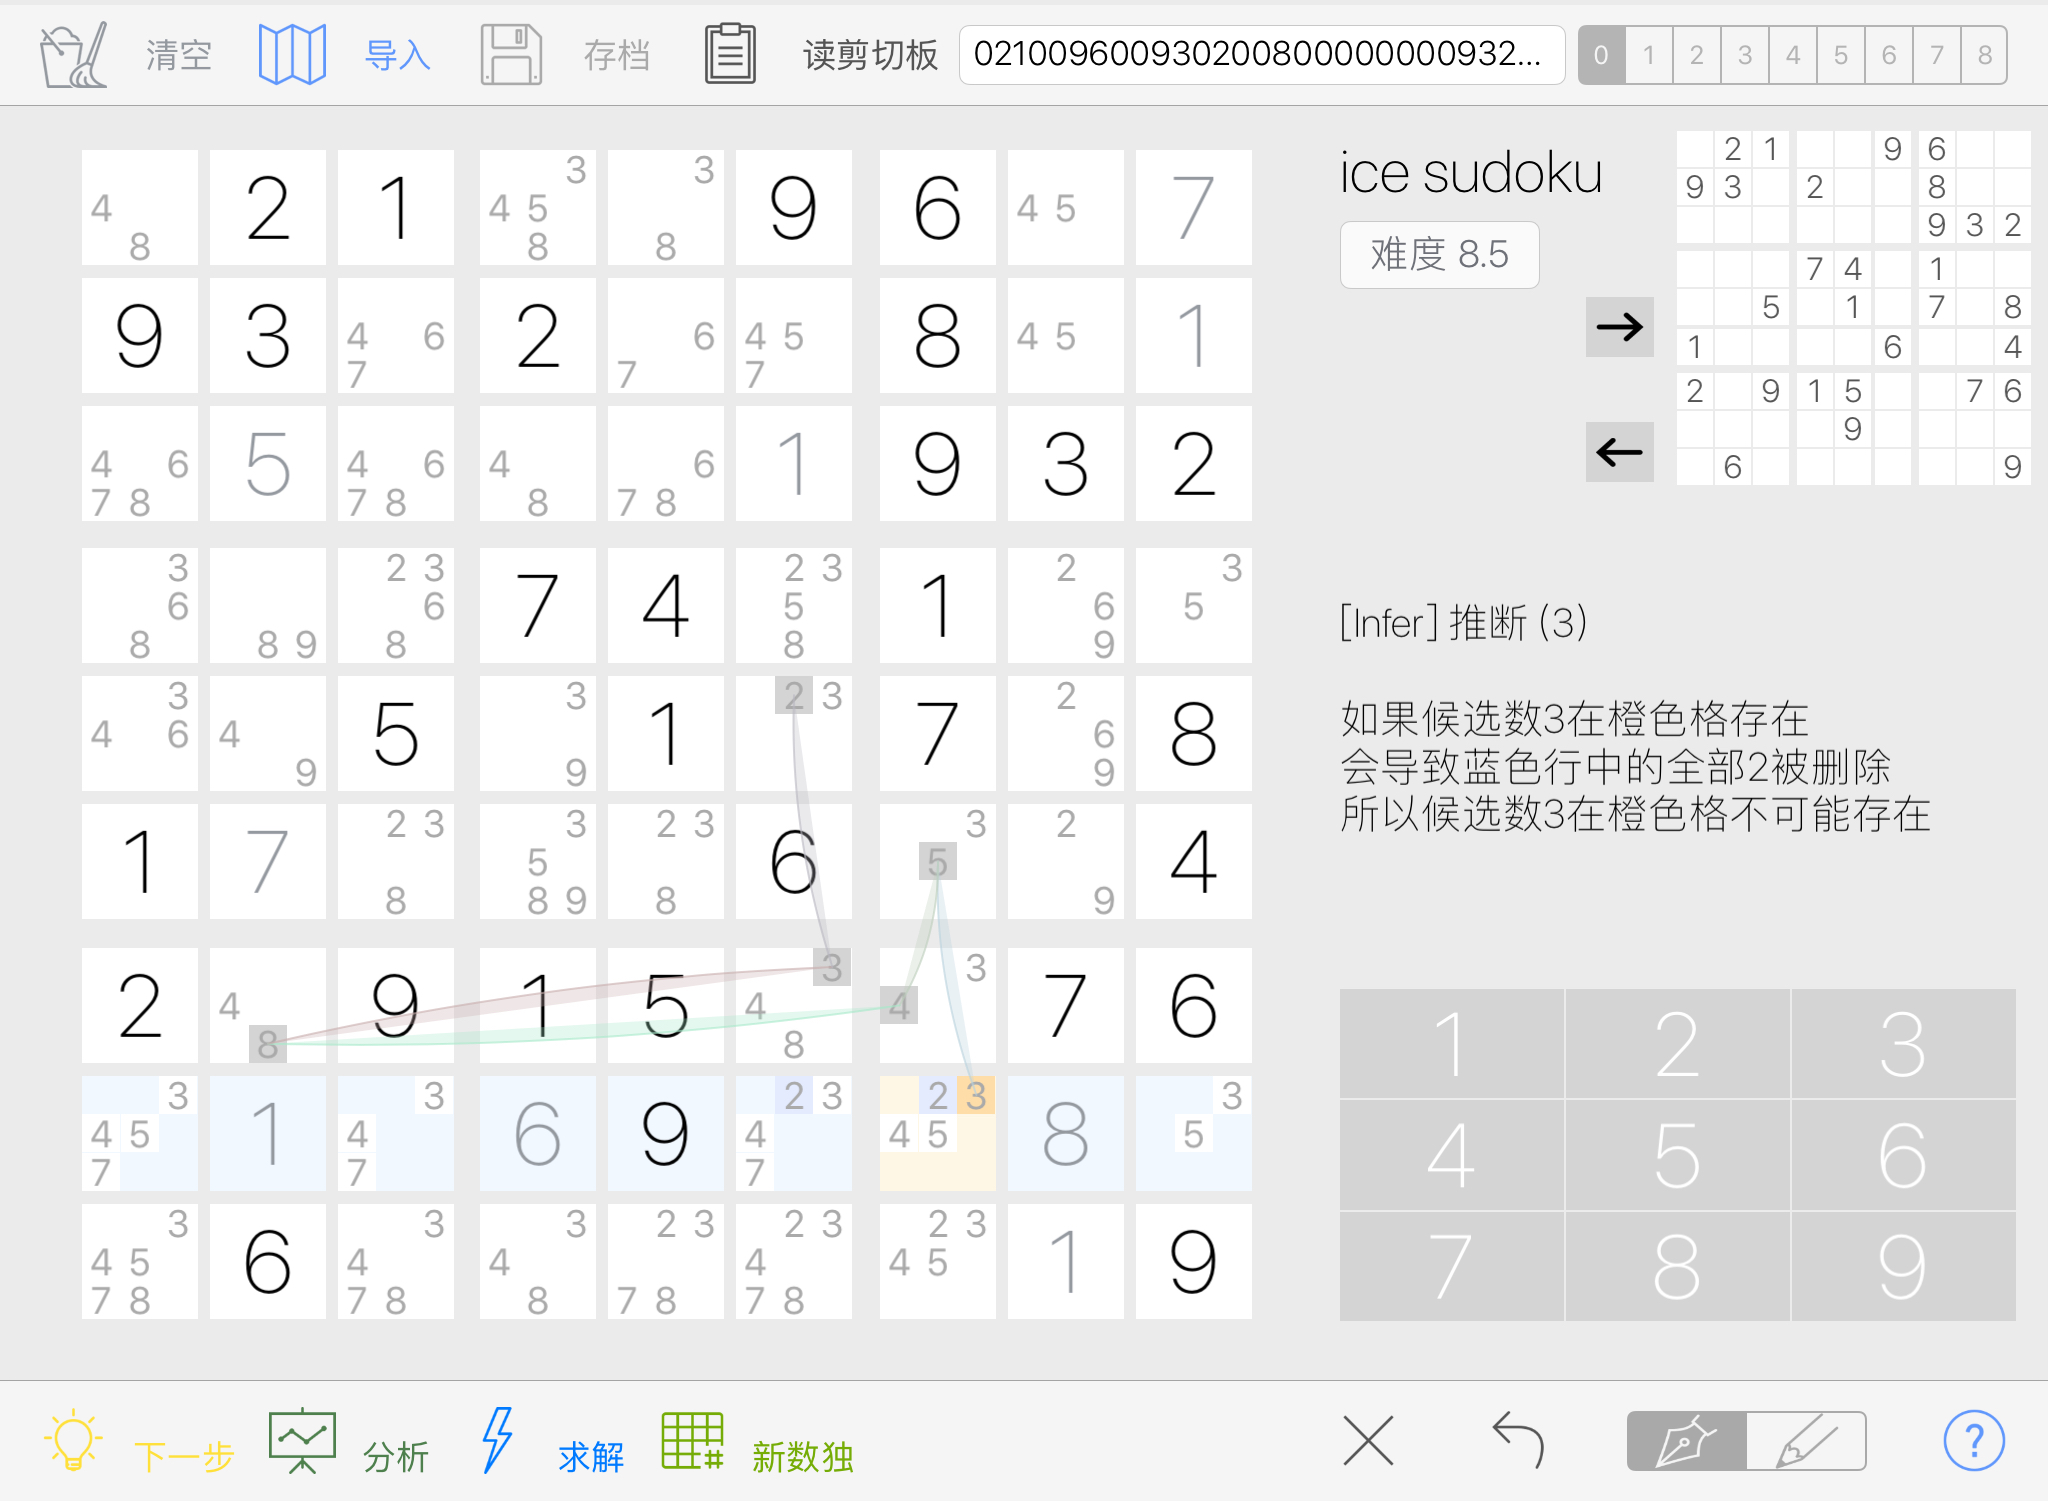 清空 导入 存档 读剪切板 021009600930200800000000932... 0 1 2 3 4 5 6 7 8
ice sudoku
难度 8.5
2 1 9 6
9 3 2 8
9 3 2
7 4 1
5 1 7 8
1 6 4
2 9 1 5 7 6
9
6 9
4 8 2 1 3 4 5 8 3 8 9 6 4 5 7
9 3 4 6 7 2 6 7 4 5 7 8 4 5 1
4 6 7 8 5 4 6 7 8 4 8 6 7 8 1 9 3 2
3 6 8 8 9 2 3 6 8 7 4 2 3 5 8 1 2 6 9 3 5
3 4 6 4 9 5 3 9 1 2 3 7 2 6 9 8
1 7 2 3 8 3 5 8 9 2 3 8 6 3 5 2 9 4
2 4 8 9 1 5 3 4 8 3 4 7 6
3 4 5 7 1 3 4 7 6 9 2 3 4 7 2 3 4 5 8 3 5
3 4 5 7 8 6 3 4 7 8 3 4 8 2 3 7 8 2 3 4 7 8 2 3 4 5 1 9
[Infer] 推断 (3)
如果候选数3在橙色格存在
会导致蓝色行中的全部2被删除
所以候选数3在橙色格不可能存在
1 2 3
4 5 6
7 8 9
下一步 分析 求解 新数独 ?